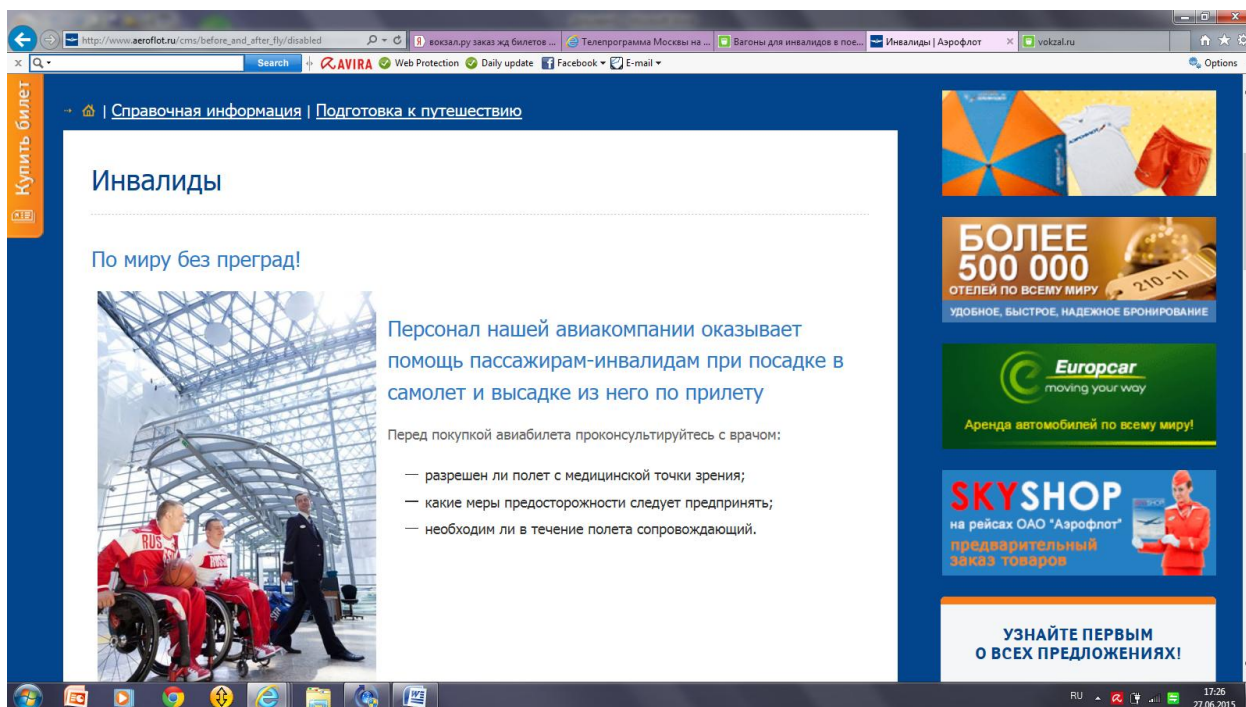 http://www.aeroflot.ru/cms/before_and_after_fly/disabled
вокзал.ру заказ жд билетов ...
Телепрограмма Москвы на ...
Вагоны для инвалидов в пое...
Инвалиды | Аэрофлот
vokzal.ru
Search
AVIRA
Web Protection
Daily update
Facebook
E-mail
Options
Купить билет
| Справочная информация | Подготовка к путешествию
Инвалиды
По миру без преград!
Персонал нашей авиакомпании оказывает
помощь пассажирам-инвалидам при посадке в
самолет и высадке из него по прилету
Перед покупкой авиабилета проконсультируйтесь с врачом:
— разрешен ли полет с медицинской точки зрения;
— какие меры предосторожности следует предпринять;
— необходим ли в течение полета сопровождающий.
RUS
БОЛЕЕ
500 000
ОТЕЛЕЙ ПО ВСЕМУ МИРУ
210-11
УДОБНОЕ, БЫСТРОЕ, НАДЕЖНОЕ БРОНИРОВАНИЕ
Europcar
moving your way
Аренда автомобилей по всему миру!
SKYSHOP
на рейсах ОАО "Аэрофлот"
предварительный
заказ товаров
УЗНАЙТЕ ПЕРВЫМ
О ВСЕХ ПРЕДЛОЖЕНИЯХ!
RU
17:26
27.06.2015